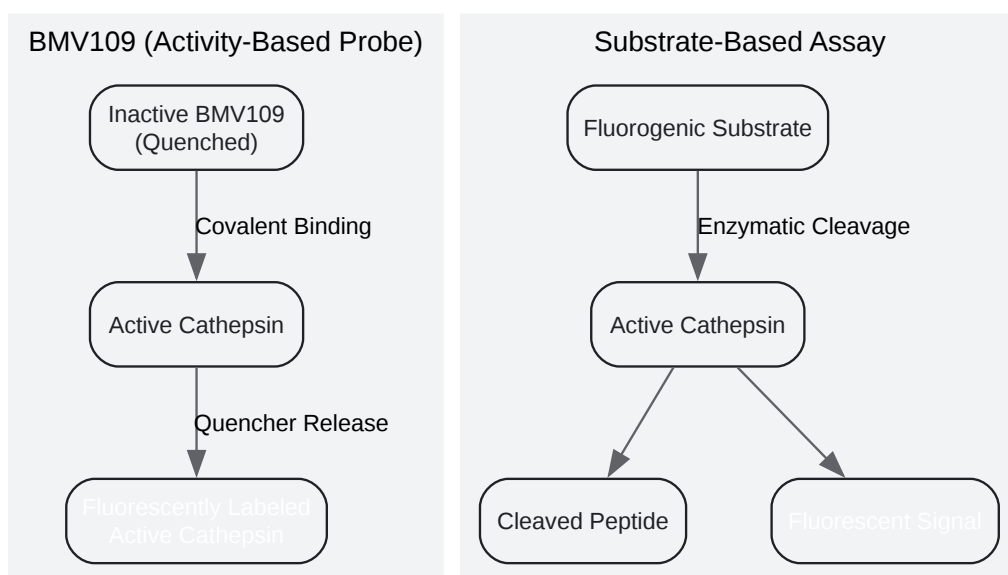 BMV109 (Activity-Based Probe)
Inactive BMV109
(Quenched)
Covalent Binding
Active Cathepsin
Quencher Release
Fluorescently Labeled
Active Cathepsin
Substrate-Based Assay
Fluorogenic Substrate
Enzymatic Cleavage
Active Cathepsin
Cleaved Peptide
Fluorescent Signal